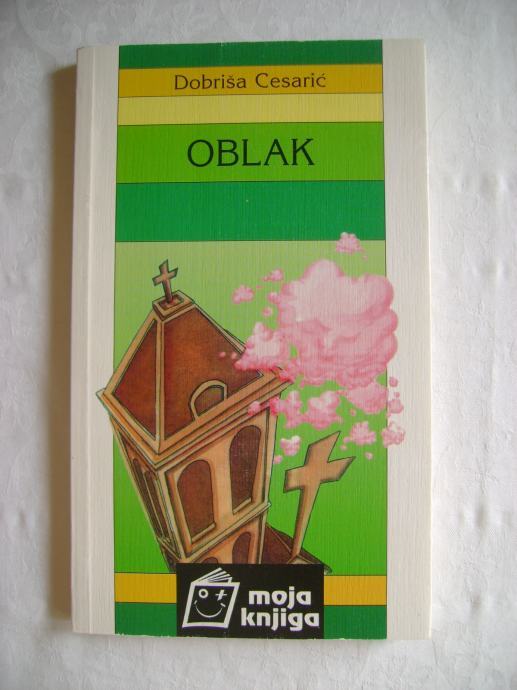 Dobriša Cesarić
OBLAK
moja
knjiga